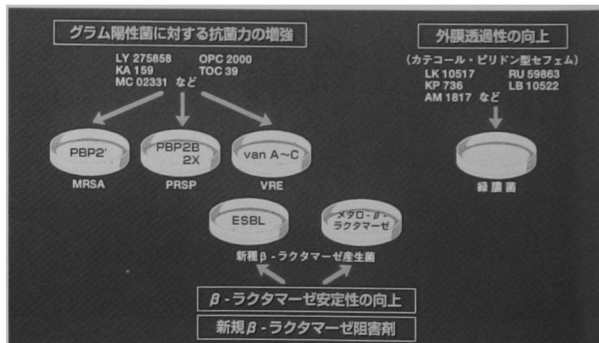 グラム陽性菌に対する抗菌力の増強
LY 275858 OPC 2000
KA 159 TOC 39
MC 02331 など
PBP2'
MRSA
PBP2B
2X
PRSP
van A～C
VRE
外膜透過性の向上
(カテコール・ピリドン型セフェム)
LK 10517 RU 59863
KP 736 LB 10522
AM 1817 など
緑膿菌
ESBL
メタロ-β-
ラクタマーゼ
新種β-ラクタマーゼ産生菌
β-ラクタマーゼ安定性の向上
新規β-ラクタマーゼ阻害剤